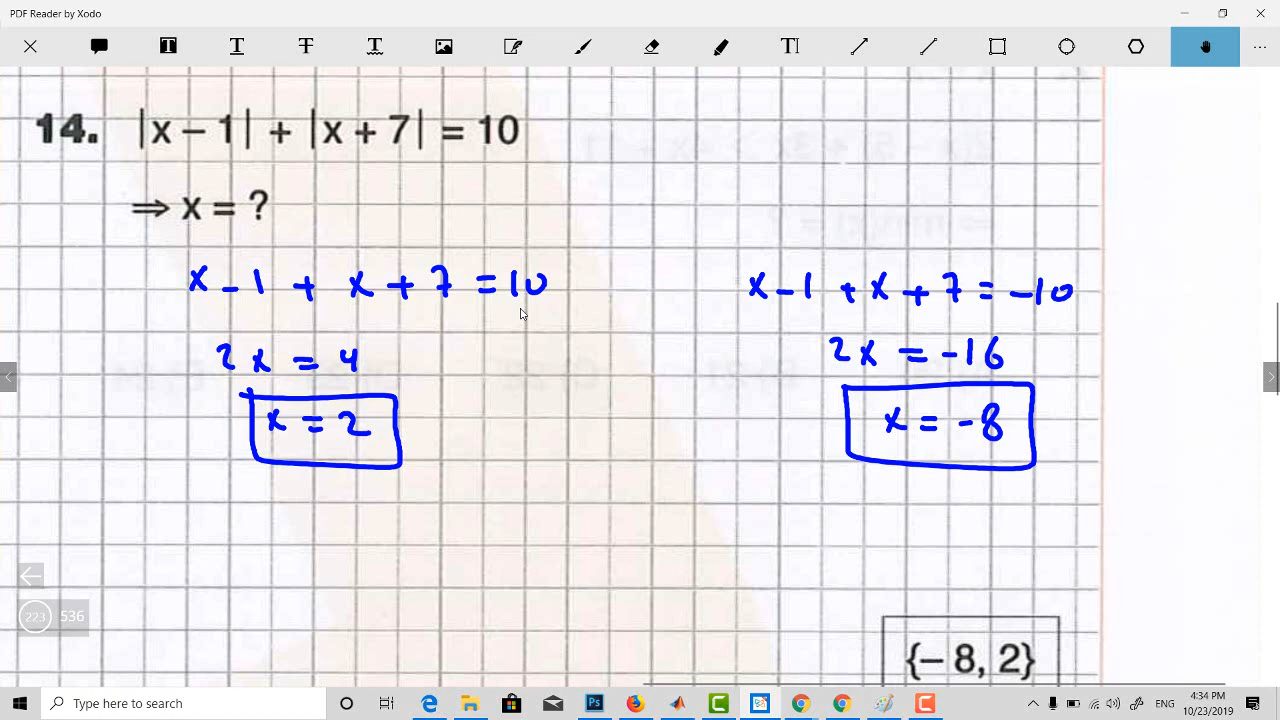 PDF Reader by Xodo
14. |x – 1| + |x + 7| = 10
⇒ x = ?
x - 1 + x + 7 = 10
2x = 4
x = 2
x - 1 + x + 7 = -10
2x = -16
x = -8
223 536
{– 8, 2}
Type here to search
ENG
4:34 PM
10/23/2019